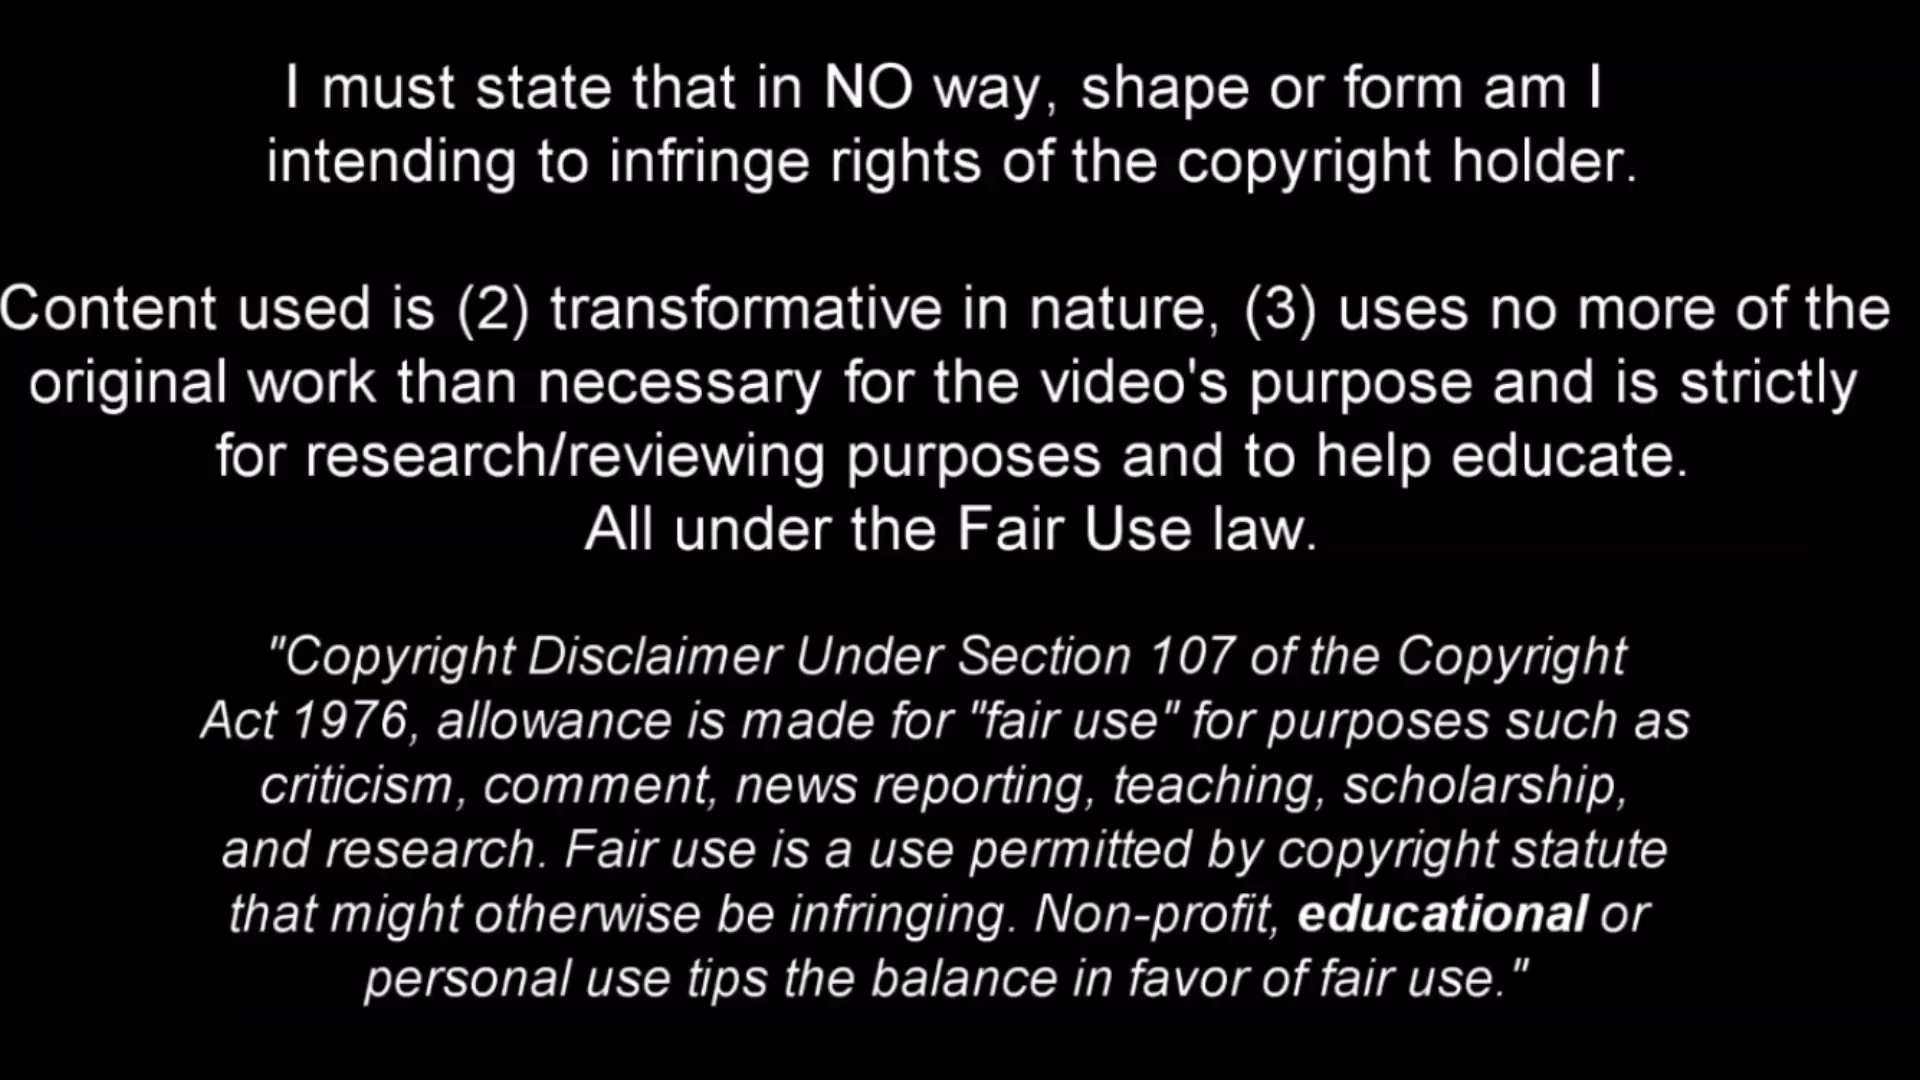 I must state that in NO way, shape or form am I
intending to infringe rights of the copyright holder.
Content used is (2) transformative in nature, (3) uses no more of the
original work than necessary for the video's purpose and is strictly
for research/reviewing purposes and to help educate.
All under the Fair Use law.
"Copyright Disclaimer Under Section 107 of the Copyright
Act 1976, allowance is made for "fair use" for purposes such as
criticism, comment, news reporting, teaching, scholarship,
and research. Fair use is a use permitted by copyright statute
that might otherwise be infringing. Non-profit, educational or
personal use tips the balance in favor of fair use."